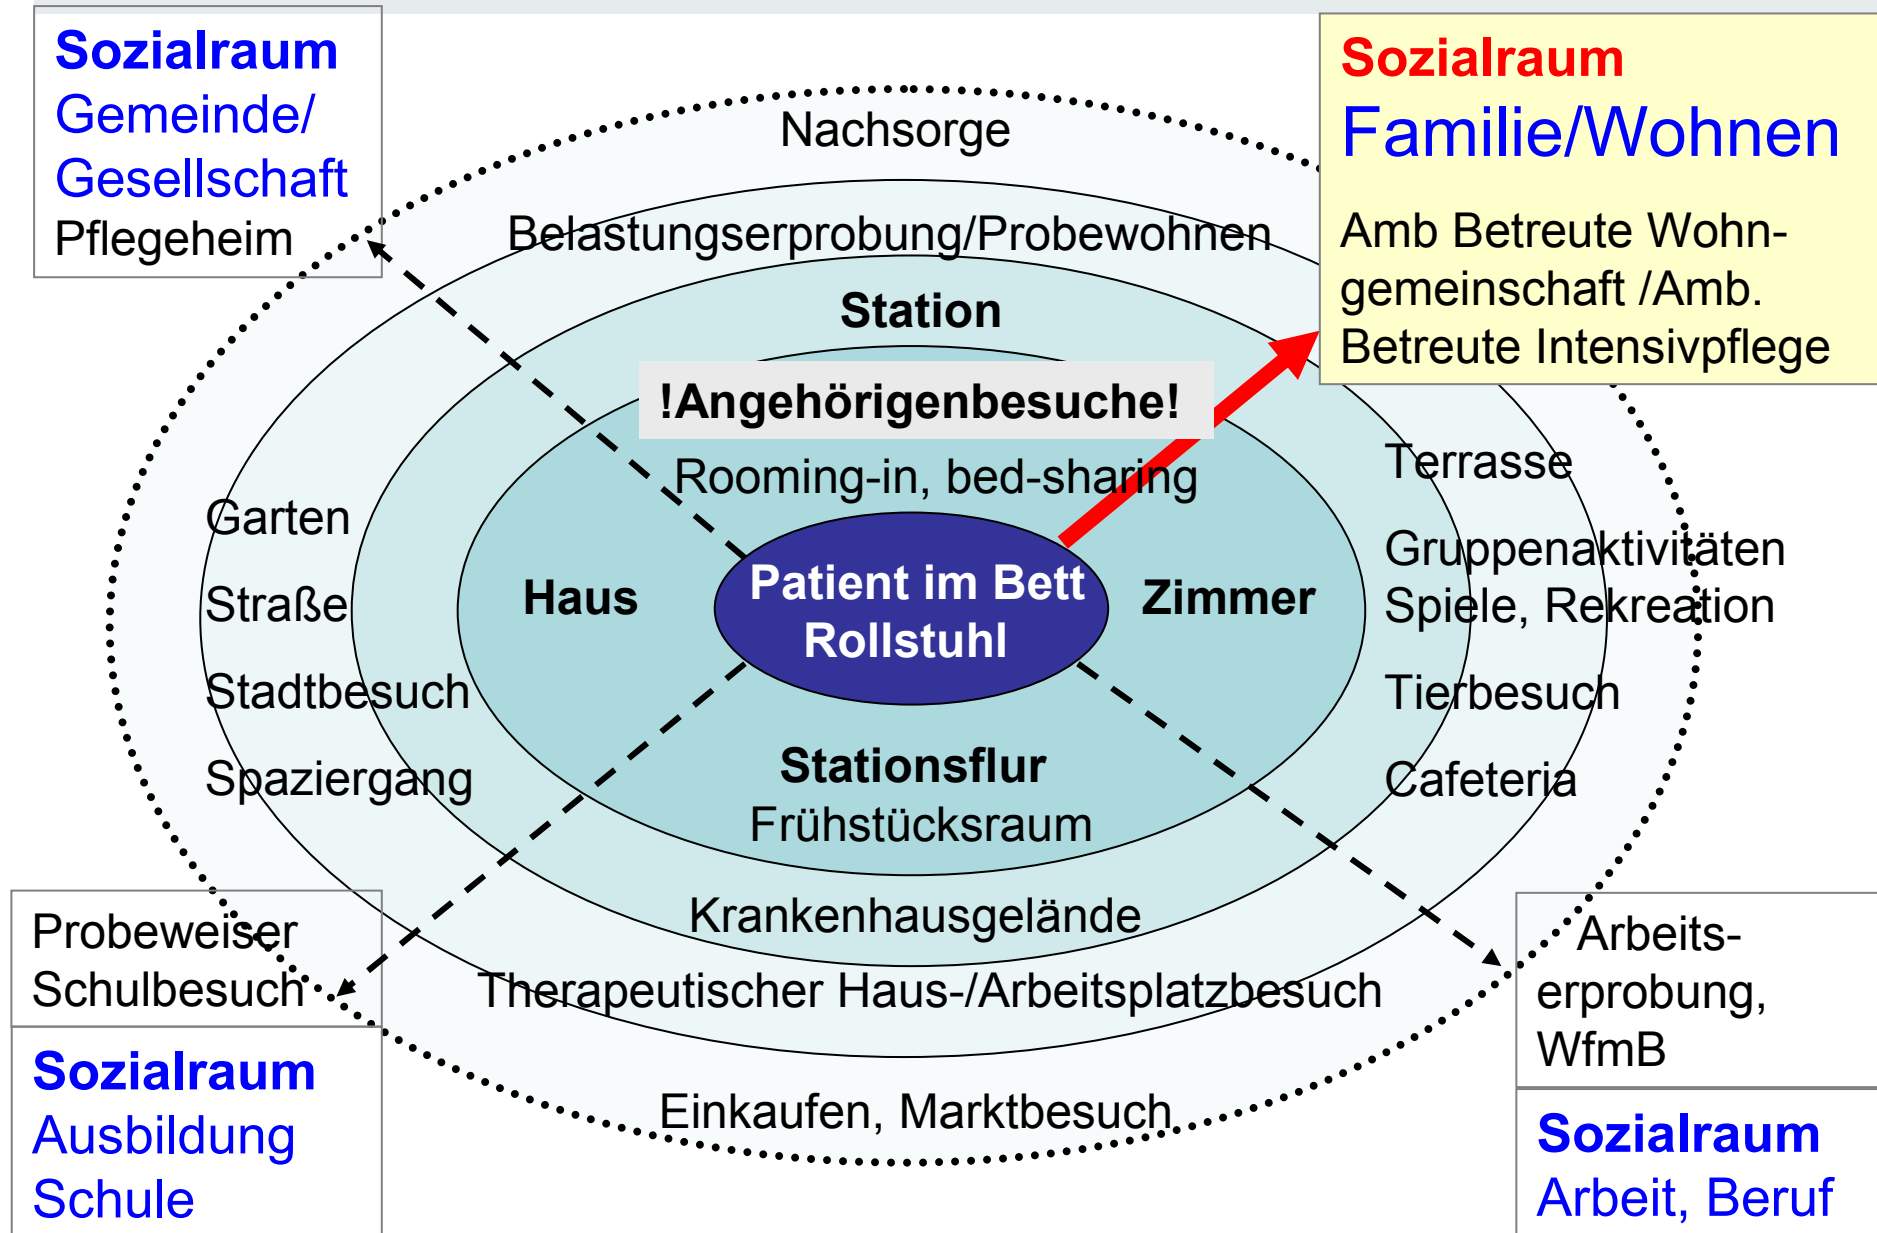 Sozialraum
Gemeinde/
Gesellschaft
Pflegeheim
Sozialraum
Familie/Wohnen
Amb Betreute Wohn-
gemeinschaft /Amb.
Betreute Intensivpflege
Nachsorge
Belastungserprobung/Probewohnen
Station
!Angehörigenbesuche!
Rooming-in, bed-sharing
Garten
Straße
Stadtbesuch
Spaziergang
Haus
Patient im Bett
Rollstuhl
Zimmer
Terrasse
Gruppenaktivitäten
Spiele, Rekreation
Tierbesuch
Cafeteria
Stationsflur
Frühstücksraum
Krankenhausgelände
Therapeutischer Haus-/Arbeitsplatzbesuch
Einkaufen, Marktbesuch
Probeweiser
Schulbesuch
Sozialraum
Ausbildung
Schule
Arbeits-
erprobung,
WfmB
Sozialraum
Arbeit, Beruf